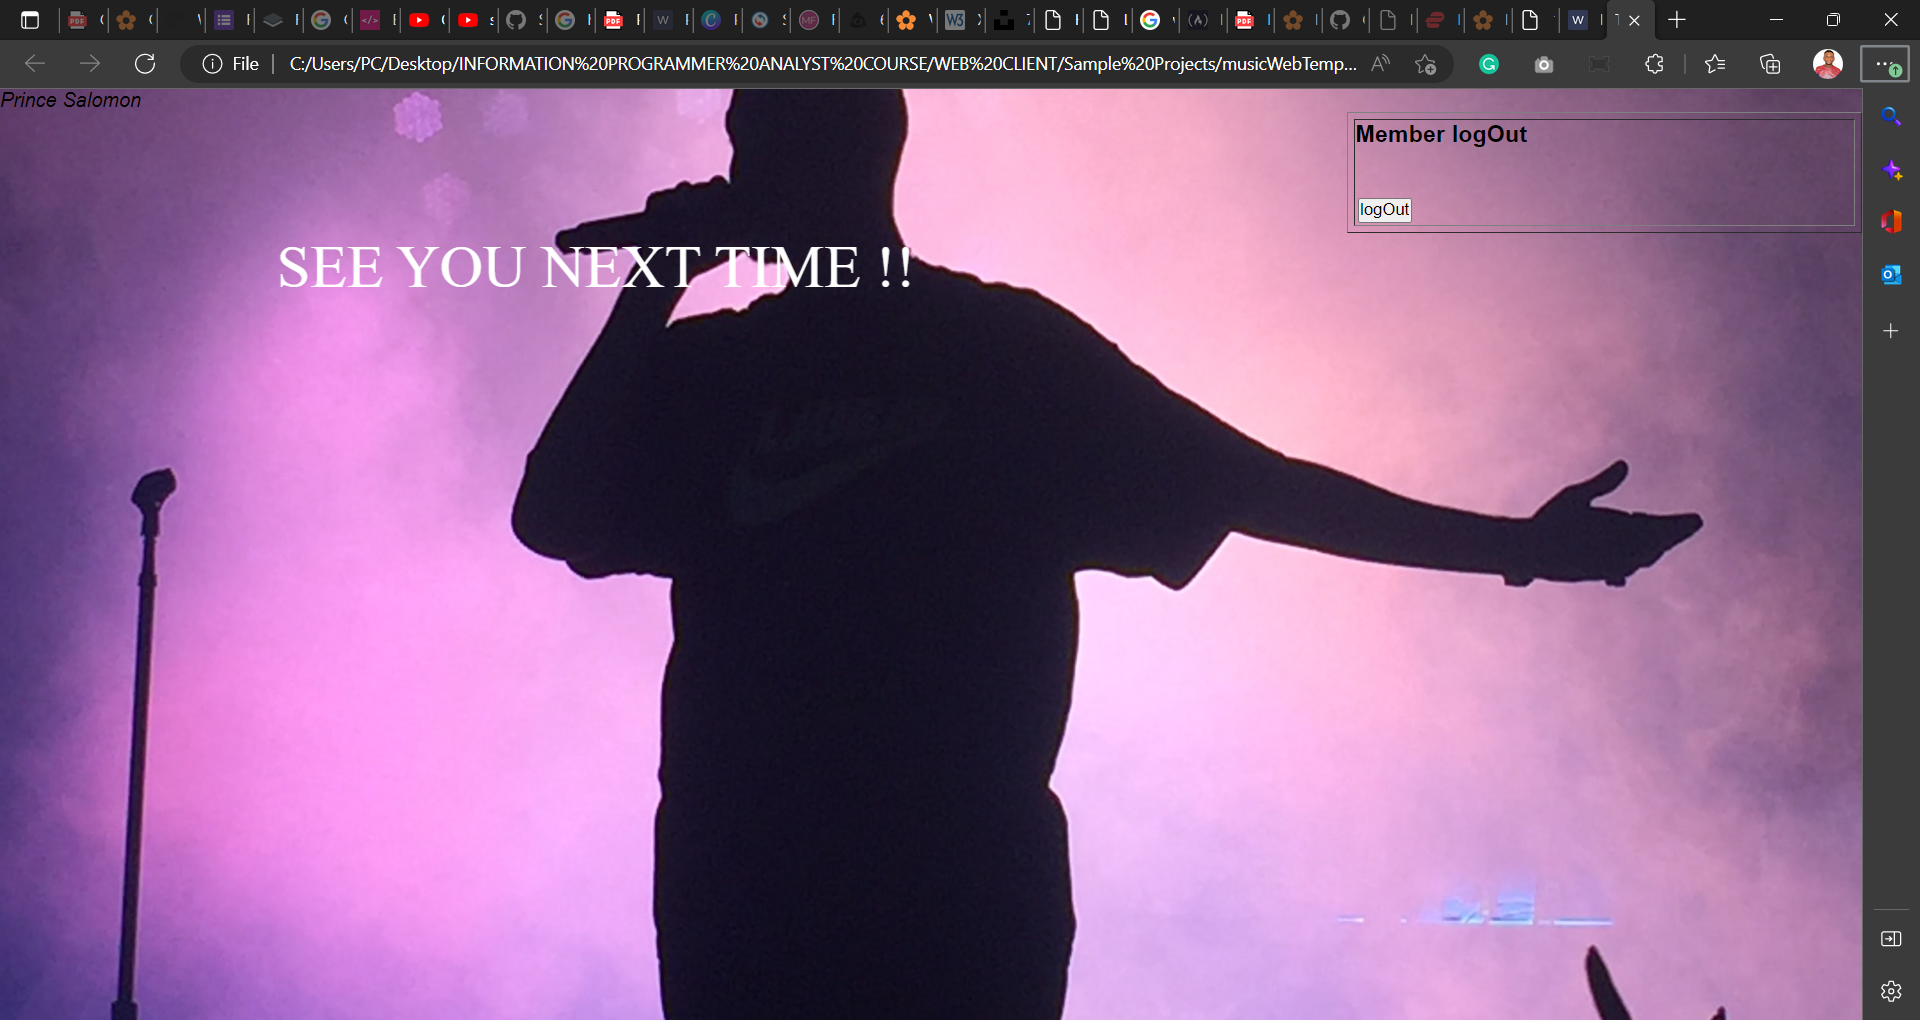 File
C:/Users/PC/Desktop/INFORMATION%20PROGRAMMER%20ANALYST%20COURSE/WEB%20CLIENT/Sample%20Projects/musicWebTemp...
Prince Salomon
Member logOut
logOut
SEE YOU NEXT TIME !!